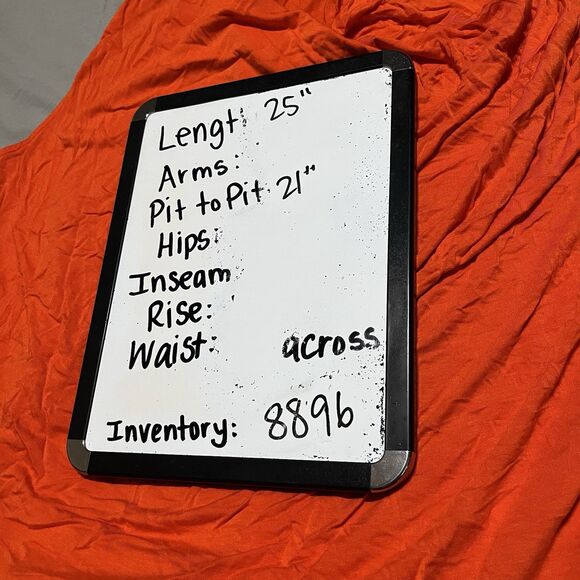 Lengt 25"
Arms:
Pit to Pit 21"
Hips:
Inseam
Rise:
Waist: across
Inventory: 8896